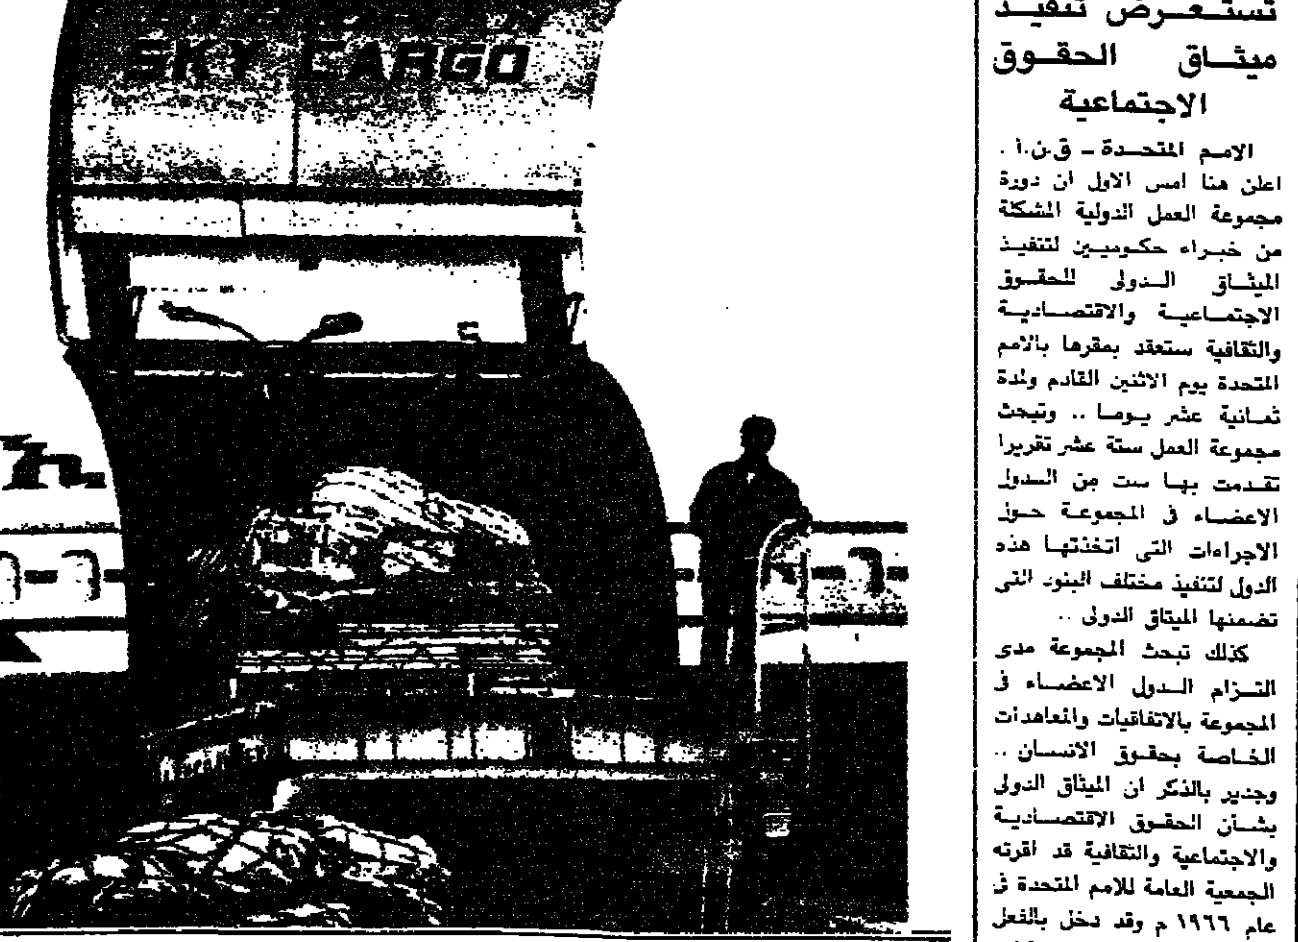 SKY CARGO
تستعرض تنفيذ
ميثاق الحقوق
الاجتماعية
الامم المتحدة - ق.ن.ا .
اعلن هنا امس الاول ان دورة
مجموعة العمل الدولية المشكلة
من خبراء حكوميين لتنفيذ
الميثاق الدولى للحقوق
الاجتماعية والاقتصادية
والثقافية ستعقد بمقرها بالامم
المتحدة يوم الاثنين القادم ولمدة
ثمانية عشر يوما .. وتبحث
مجموعة العمل ستة عشر تقريرا
تقدمت بها ست من الدول
الاعضاء فى المجموعة حول
الاجراءات التى اتخذتها هذه
الدول لتنفيذ مختلف البنود التى
تضمنها الميثاق الدولى ..
كذلك تبحث المجموعة مدى
التزام الدول الاعضاء فى
المجموعة بالاتفاقيات والمعاهدات
الخاصة بحقوق الانسان ..
وجدير بالذكر ان الميثاق الدولى
بشأن الحقوق الاقتصادية
والاجتماعية والثقافية قد اقرته
الجمعية العامة للامم المتحدة فى
عام ١٩٦٦ م وقد دخل بالفعل